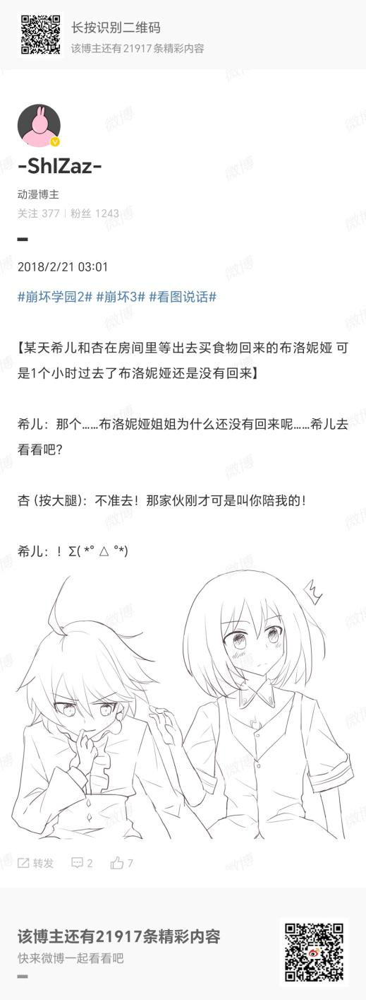 长按识别二维码
该博主还有21917条精彩内容
-ShIZaz-
动漫博主
关注 377 | 粉丝 1243
2018/2/21 03:01
#崩坏学园2# #崩坏3# #看图说话#
【某天希儿和杏在房间里等出去买食物回来的布洛妮娅 可
是1个小时过去了布洛妮娅还是没有回来】
希儿：那个……布洛妮娅姐姐为什么还没有回来呢……希儿去
看看吧？
杏（按大腿）：不准去！那家伙刚才可是叫你陪我的！
希儿：！Σ( *° △ °*)
转发
2
7
该博主还有21917条精彩内容
快来微博一起看看吧